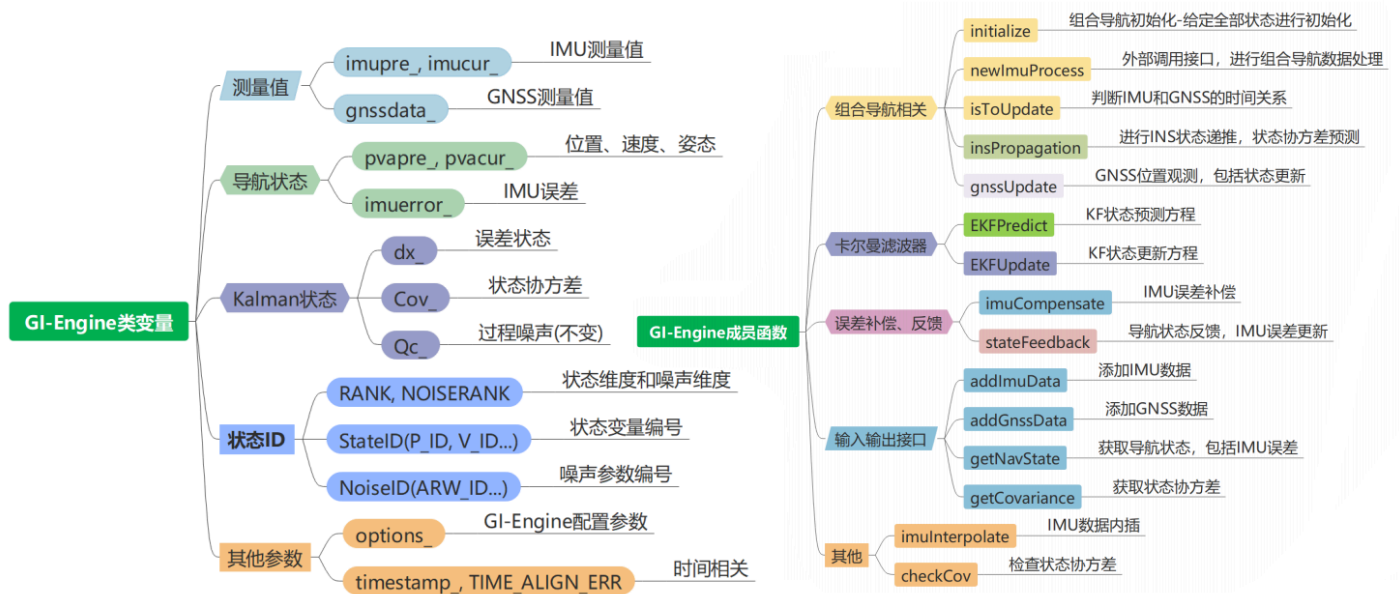 GI-Engine类变量
测量值
imupre_, imucur_
IMU测量值
gnssdata_
GNSS测量值
导航状态
pvapre_, pvacur_
位置、速度、姿态
imuerror_
IMU误差
Kalman状态
dx_
误差状态
Cov_
状态协方差
Qc_
过程噪声(不变)
状态ID
RANK, NOISERANK
状态维度和噪声维度
StateID(P_ID, V_ID...)
状态变量编号
NoiseID(ARW_ID...)
噪声参数编号
其他参数
options_
GI-Engine配置参数
timestamp_, TIME_ALIGN_ERR
时间相关
GI-Engine成员函数
组合导航相关
initialize
组合导航初始化-给定全部状态进行初始化
newImuProcess
外部调用接口，进行组合导航数据处理
isToUpdate
判断IMU和GNSS的时间关系
insPropagation
进行INS状态递推，状态协方差预测
gnssUpdate
GNSS位置观测，包括状态更新
卡尔曼滤波器
EKFPredict
KF状态预测方程
EKFUpdate
KF状态更新方程
误差补偿、反馈
imuCompensate
IMU误差补偿
stateFeedback
导航状态反馈，IMU误差更新
输入输出接口
addImuData
添加IMU数据
addGnssData
添加GNSS数据
getNavState
获取导航状态，包括IMU误差
getCovariance
获取状态协方差
其他
imuInterpolate
IMU数据内插
checkCov
检查状态协方差